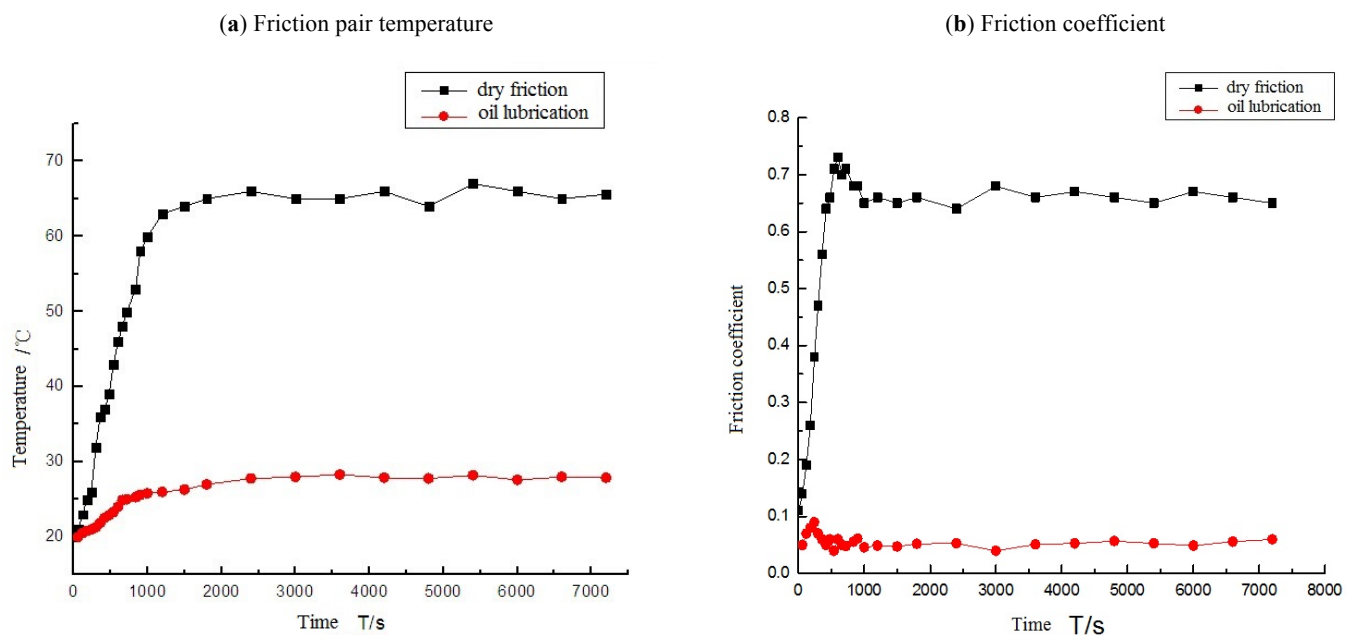 (a) Friction pair temperature
dry friction
oil lubrication
70
60
50
40
30
20
Temperature /℃
0 1000 2000 3000 4000 5000 6000 7000
Time T/s
(b) Friction coefficient
dry friction
oil lubrication
0.8
0.7
0.6
0.5
0.4
0.3
0.2
0.1
0.0
Friction coefficient
0 1000 2000 3000 4000 5000 6000 7000 8000
Time T/s